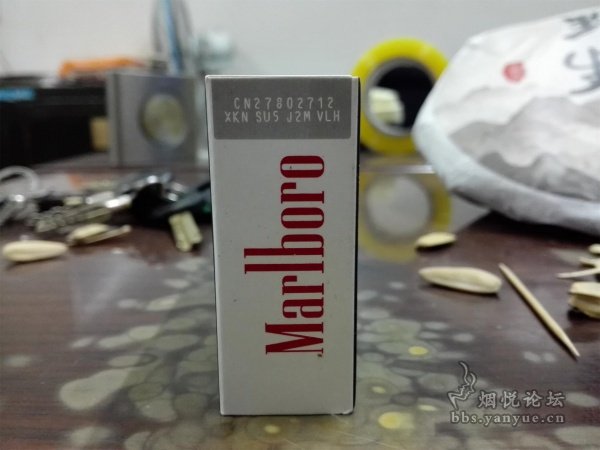 CN27802712
XKN SU5 J2M VLH
Marlboro
烟悦论坛
bbs.yanyue.cn